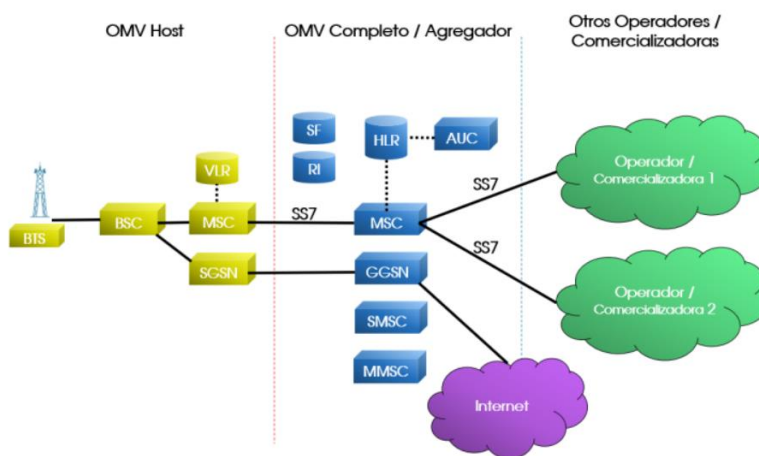 OMV Host
OMV Completo / Agregador
Otros Operadores /
Comercializadoras
SF
HLR
AUC
RI
VLR
BTS
BSC
MSC
SS7
MSC
SS7
SS7
Operador /
Comercializadora 1
SGSN
GGSN
Operador /
Comercializadora 2
SMSC
MMSC
Internet